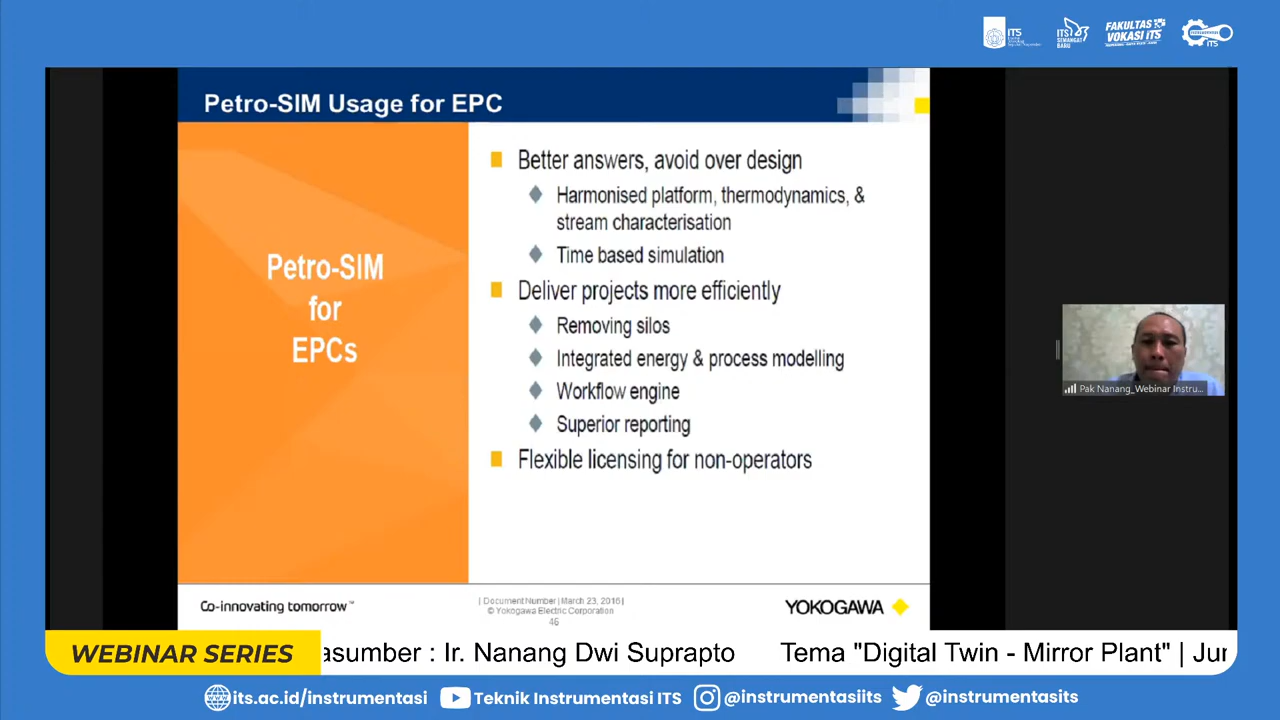 ITS
ITS
SEMANGAT
BARU
FAKULTAS
VOKASI ITS
ITS
Petro-SIM Usage for EPC
Petro-SIM
for
EPCs
Better answers, avoid over design
Harmonised platform, thermodynamics, &
stream characterisation
Time based simulation
Deliver projects more efficiently
Removing silos
Integrated energy & process modelling
Workflow engine
Superior reporting
Flexible licensing for non-operators
Pak Nanang_Webinar Instru...
Co-innovating tomorrow™
| Document Number | March 23, 2016 |
© Yokogawa Electric Corporation
46
YOKOGAWA
WEBINAR SERIES
asumber : Ir. Nanang Dwi Suprapto Tema "Digital Twin - Mirror Plant" | Jur
its.ac.id/instrumentasi Teknik Instrumentasi ITS @instrumentasiits @instrumentasits